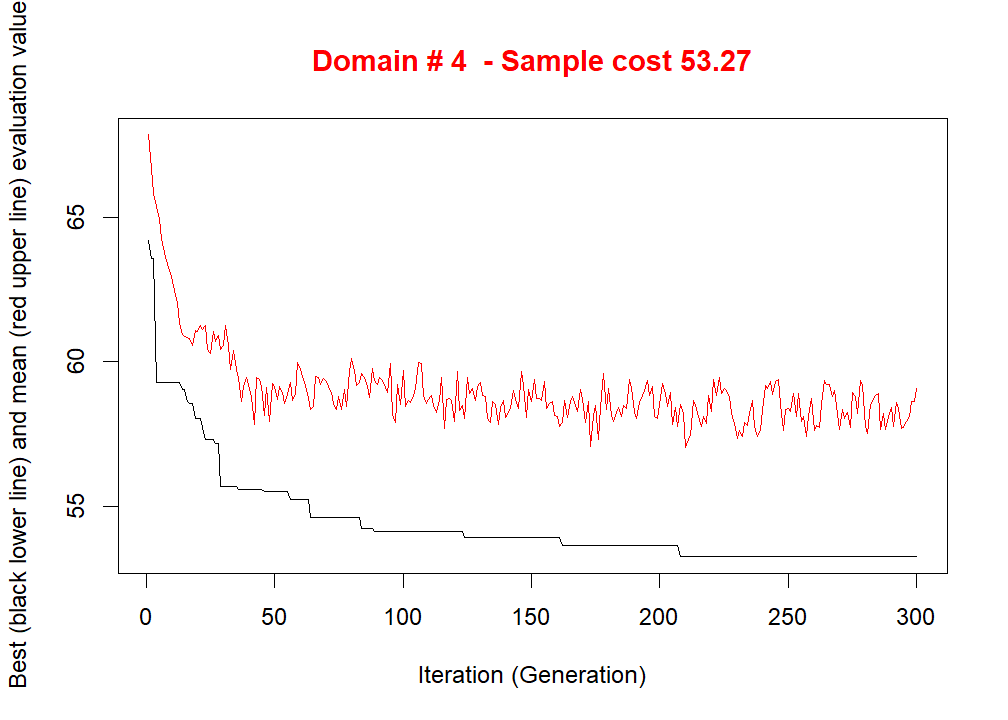 Domain # 4  - Sample cost 53.27
Best (black lower line) and mean (red upper line) evaluation value
65
60
55
0 50 100 150 200 250 300
Iteration (Generation)